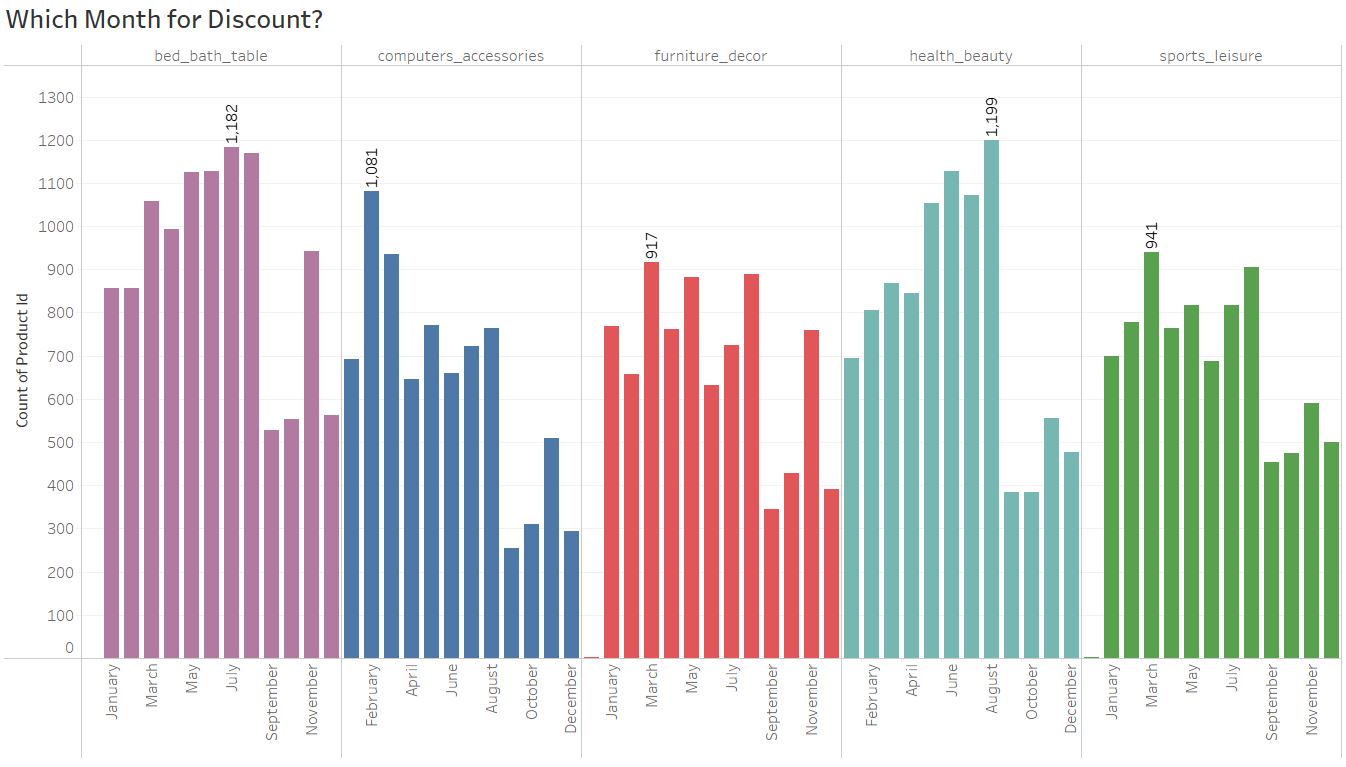 Which Month for Discount?
bed_bath_table computers_accessories furniture_decor health_beauty sports_leisure
Count of Product Id
1300
1200
1100
1000
900
800
700
600
500
400
300
200
100
0
1,182
1,081
917
1,199
941
January March May July September November
February April June August October December
January March May July September November
February April June August October December
January March May July September November